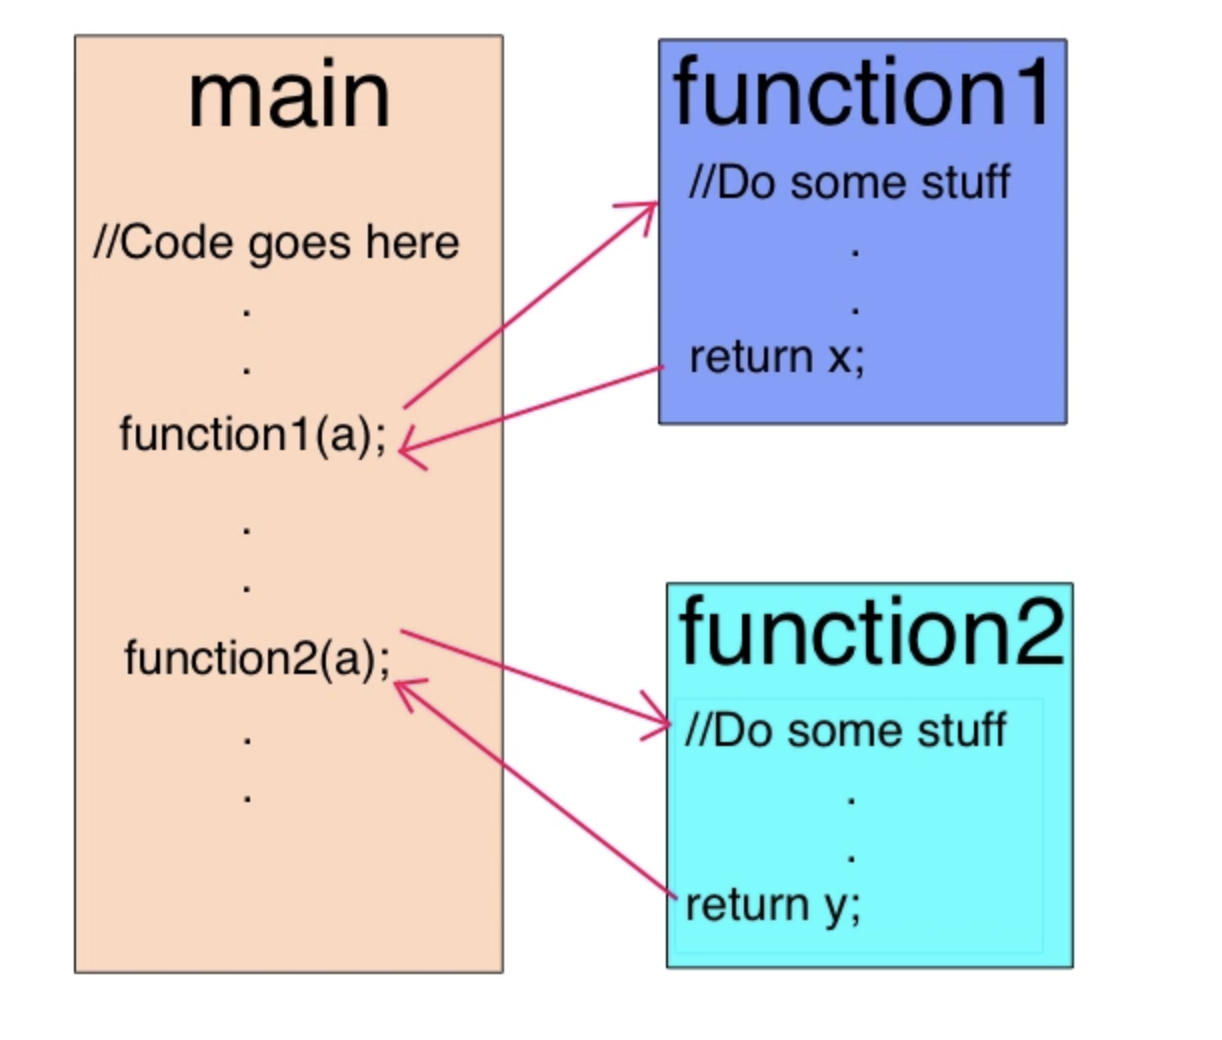 main
//Code goes here
.
.
function1(a);
.
.
function2(a);
.
.
function1
//Do some stuff
.
.
return x;
function2
//Do some stuff
.
.
return y;